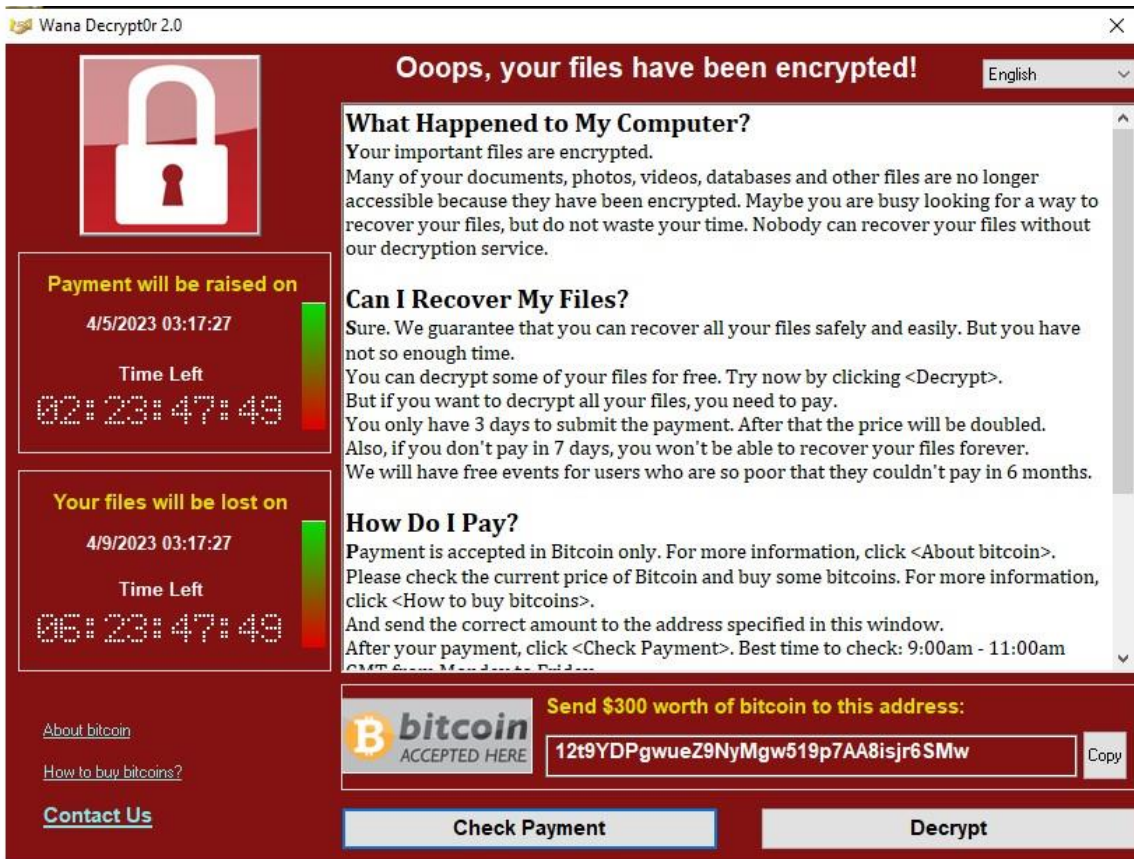 Wana Decrypt0r 2.0
Ooops, your files have been encrypted!
English
What Happened to My Computer?
Your important files are encrypted.
Many of your documents, photos, videos, databases and other files are no longer
accessible because they have been encrypted. Maybe you are busy looking for a way to
recover your files, but do not waste your time. Nobody can recover your files without
our decryption service.
Can I Recover My Files?
Sure. We guarantee that you can recover all your files safely and easily. But you have
not so enough time.
You can decrypt some of your files for free. Try now by clicking <Decrypt>.
But if you want to decrypt all your files, you need to pay.
You only have 3 days to submit the payment. After that the price will be doubled.
Also, if you don't pay in 7 days, you won't be able to recover your files forever.
We will have free events for users who are so poor that they couldn't pay in 6 months.
How Do I Pay?
Payment is accepted in Bitcoin only. For more information, click <About bitcoin>.
Please check the current price of Bitcoin and buy some bitcoins. For more information,
click <How to buy bitcoins>.
And send the correct amount to the address specified in this window.
After your payment, click <Check Payment>. Best time to check: 9:00am - 11:00am
GMT from Monday to Friday
Payment will be raised on
4/5/2023 03:17:27
Time Left
02:23:47:49
Your files will be lost on
4/9/2023 03:17:27
Time Left
06:23:47:49
About bitcoin
How to buy bitcoins?
Contact Us
bitcoin
ACCEPTED HERE
Send $300 worth of bitcoin to this address:
12t9YDPgwueZ9NyMgw519p7AA8isjr6SMw
Copy
Check Payment
Decrypt